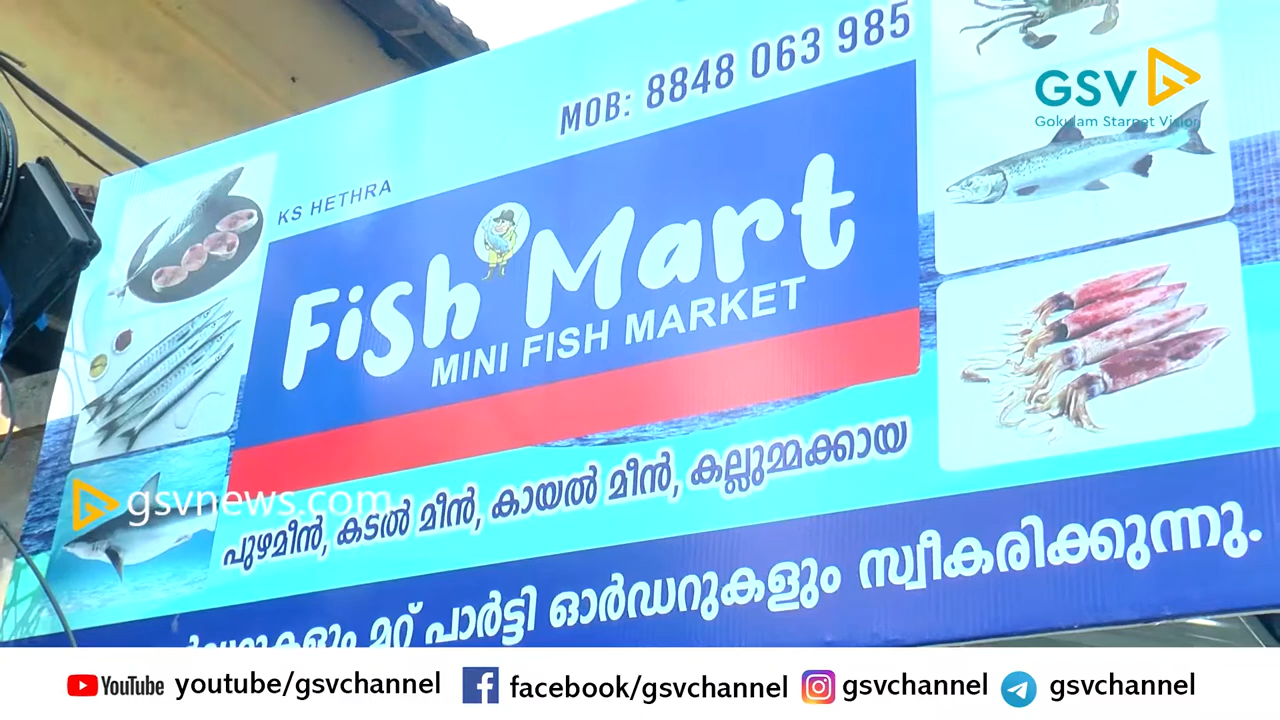 MOB: 8848 063 985
GSV
Gokulam Starnet Vision
KS HETHRA
Fish Mart
MINI FISH MARKET
gsvnews.com
പുഴമീൻ, കടൽ മീൻ, കായൽ മീൻ, കല്ലുമ്മക്കായ
മറ്റ് പാർട്ടി ഓർഡറുകളും സ്വീകരിക്കുന്നു.
YouTube youtube/gsvchannel facebook/gsvchannel gsvchannel gsvchannel